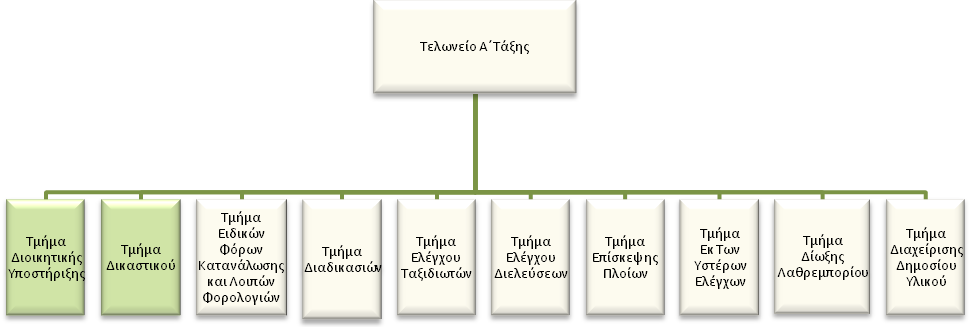 Τελωνείο Α΄Τάξης
Τμήμα
Διοικητικής
Υποστήριξης
Τμήμα
Δικαστικού
Τμήμα
Ειδικών
Φόρων
Κατανάλωσης
και Λοιπών
Φορολογιών
Τμήμα
Διαδικασιών
Τμήμα
Ελέγχου
Ταξιδιωτών
Τμήμα
Ελέγχου
Διελεύσεων
Τμήμα
Επίσκεψης
Πλοίων
Τμήμα
Εκ Των
Υστέρων
Ελέγχων
Τμήμα
Δίωξης
Λαθρεμπορίου
Τμήμα
Διαχείρισης
Δημοσίου
Υλικού